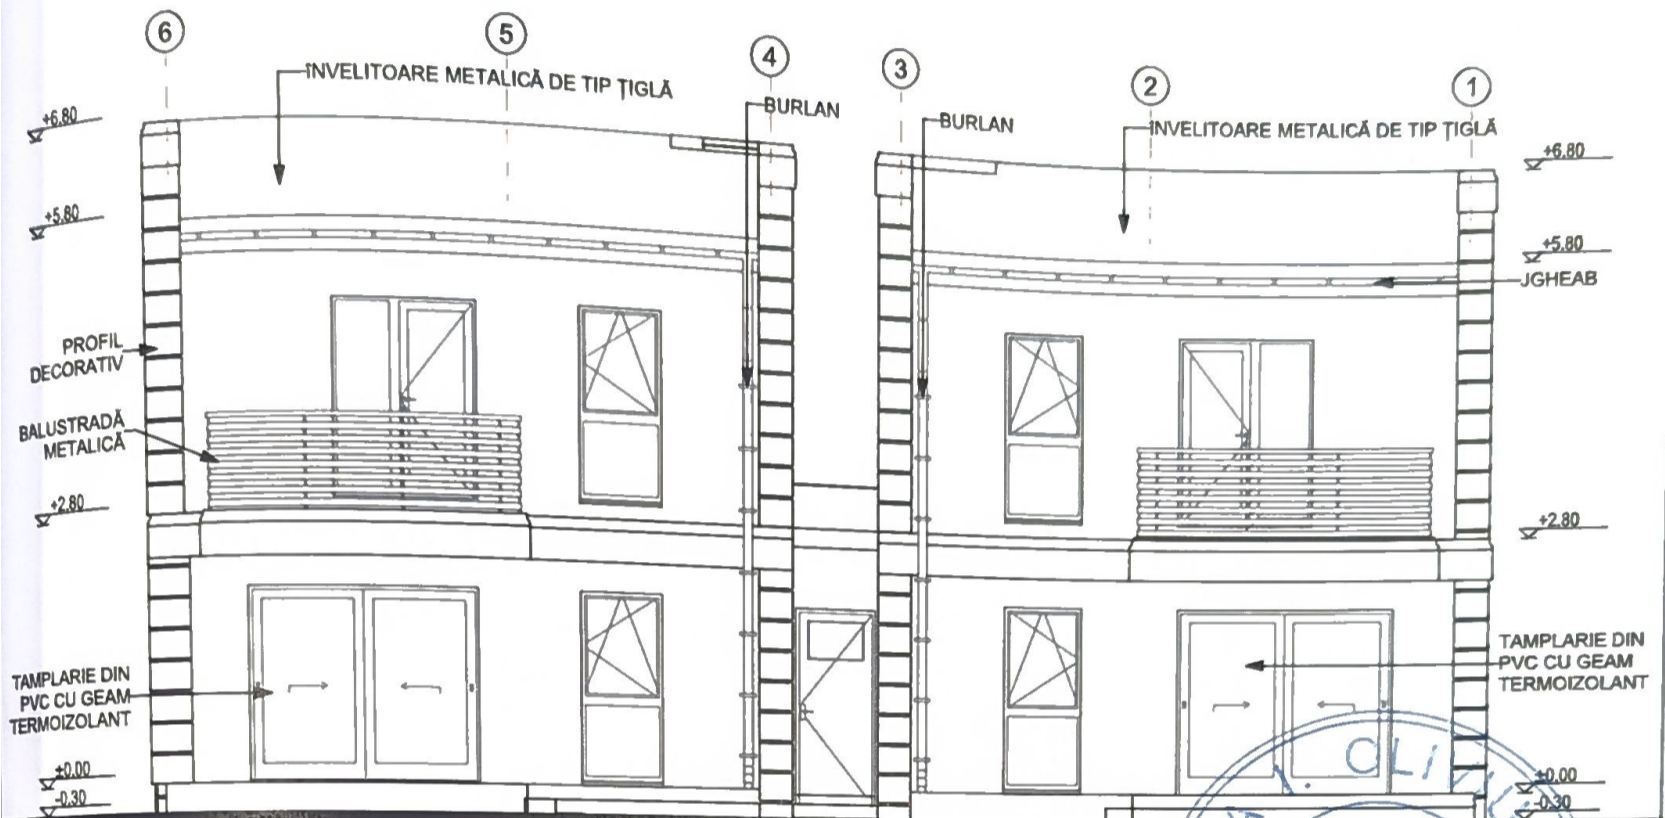 6
5
4
3
2
1
INVELITOARE METALICĂ DE TIP ȚIGLĂ
BURLAN
BURLAN
INVELITOARE METALICĂ DE TIP ȚIGLĂ
+6.80
+6.80
+5.80
+5.80
JGHEAB
PROFIL
DECORATIV
BALUSTRADĂ
METALICĂ
+2.80
+2.80
TAMPLARIE DIN
PVC CU GEAM
TERMOIZOLANT
TAMPLARIE DIN
PVC CU GEAM
TERMOIZOLANT
±0.00
-0.30
±0.00
-0.30